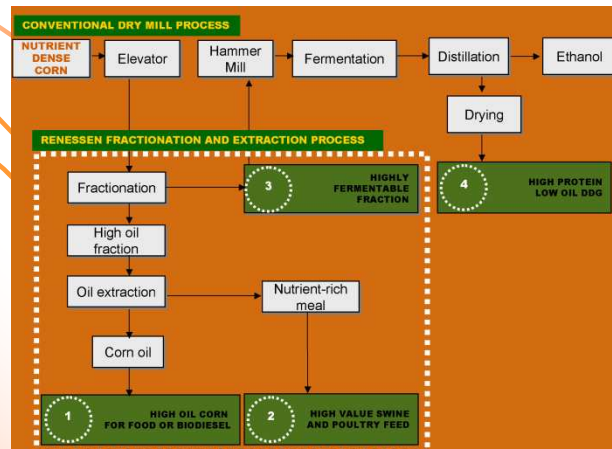 CONVENTIONAL DRY MILL PROCESS
NUTRIENT
DENSE
CORN
Elevator
Hammer
Mill
Fermentation
Distillation
Ethanol
Drying
RENESSEN FRACTIONATION AND EXTRACTION PROCESS
Fractionation
3
HIGHLY
FERMENTABLE
FRACTION
4
HIGH PROTEIN
LOW OIL DDG
High oil
fraction
Oil extraction
Nutrient-rich
meal
Corn oil
1
HIGH OIL CORN
FOR FOOD OR BIODIESEL
2
HIGH VALUE SWINE
AND POULTRY FEED